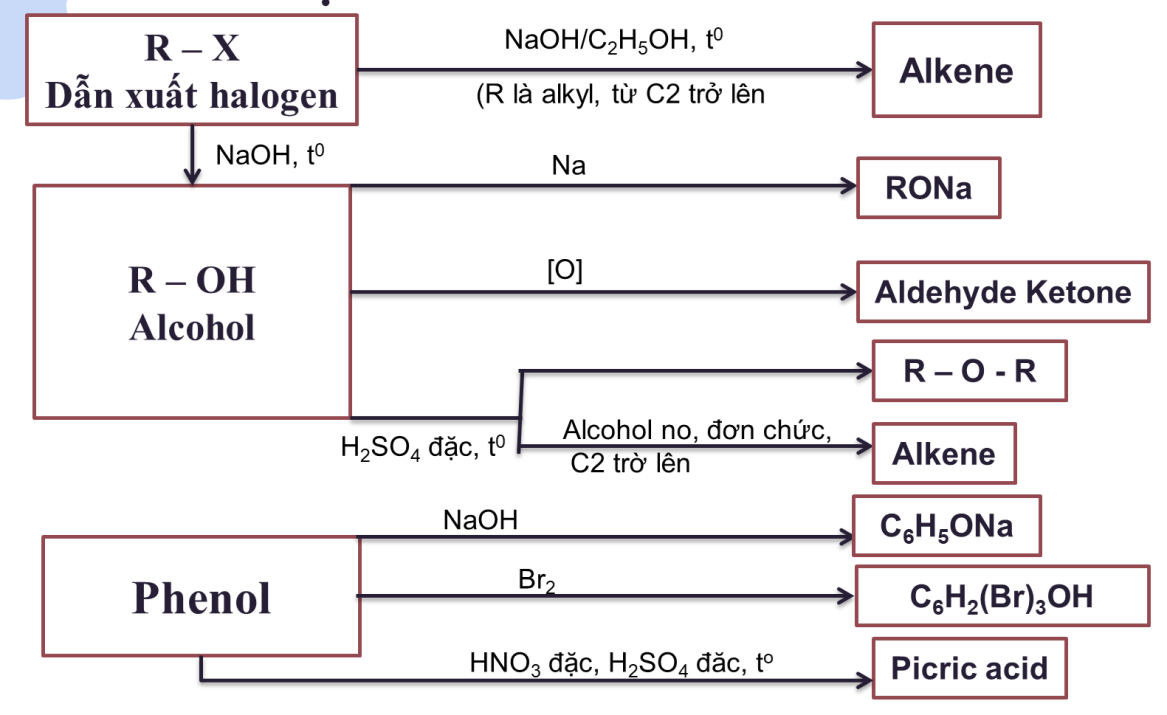 R – X
Dẫn xuất halogen
NaOH/C₂H₅OH, t⁰
(R là alkyl, từ C2 trở lên
Alkene
NaOH, t⁰
Na
RONa
R – OH
Alcohol
[O]
Aldehyde Ketone
R – O - R
H₂SO₄ đặc, t⁰
Alcohol no, đơn chức,
C2 trờ lên
Alkene
Phenol
NaOH
C₆H₅ONa
Br₂
C₆H₂(Br)₃OH
HNO₃ đặc, H₂SO₄ đăc, tᵒ
Picric acid